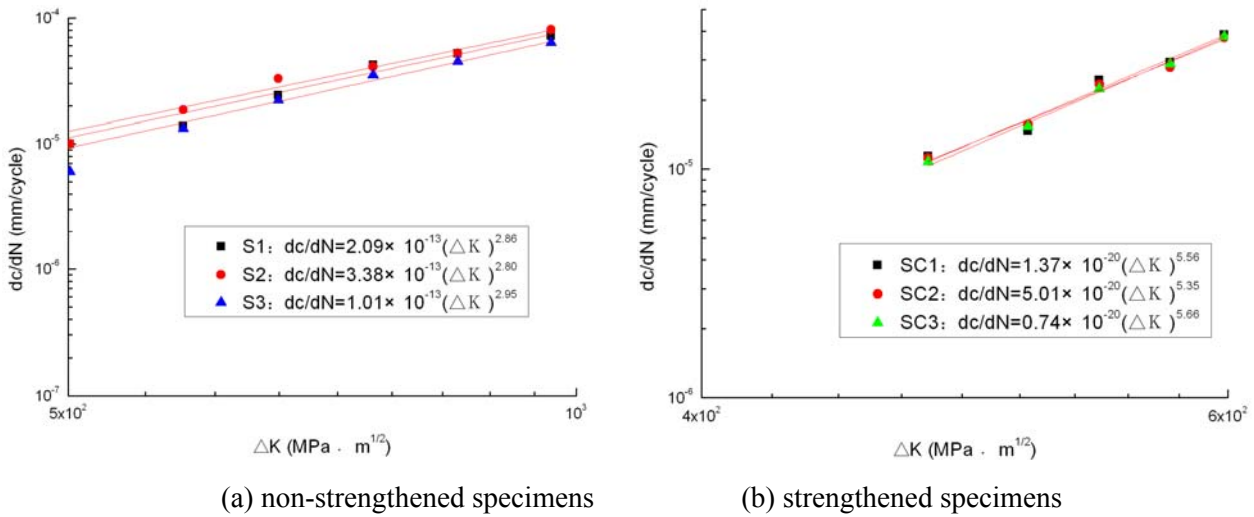 10⁻⁴
10⁻⁵
10⁻⁶
10⁻⁷
dc/dN (mm/cycle)
S1：dc/dN=2.09× 10⁻¹³(△K)²·⁸⁶
S2：dc/dN=3.38× 10⁻¹³(△K)²·⁸⁰
S3：dc/dN=1.01× 10⁻¹³(△K)²·⁹⁵
5x10²
10³
△K (MPa · m¹/²)
(a) non-strengthened specimens
10⁻⁵
10⁻⁶
dc/dN (mm/cycle)
SC1：dc/dN=1.37× 10⁻²⁰(△K)⁵·⁵⁶
SC2：dc/dN=5.01× 10⁻²⁰(△K)⁵·³⁵
SC3：dc/dN=0.74× 10⁻²⁰(△K)⁵·⁶⁶
4x10²
6x10²
△K (MPa · m¹/²)
(b) strengthened specimens